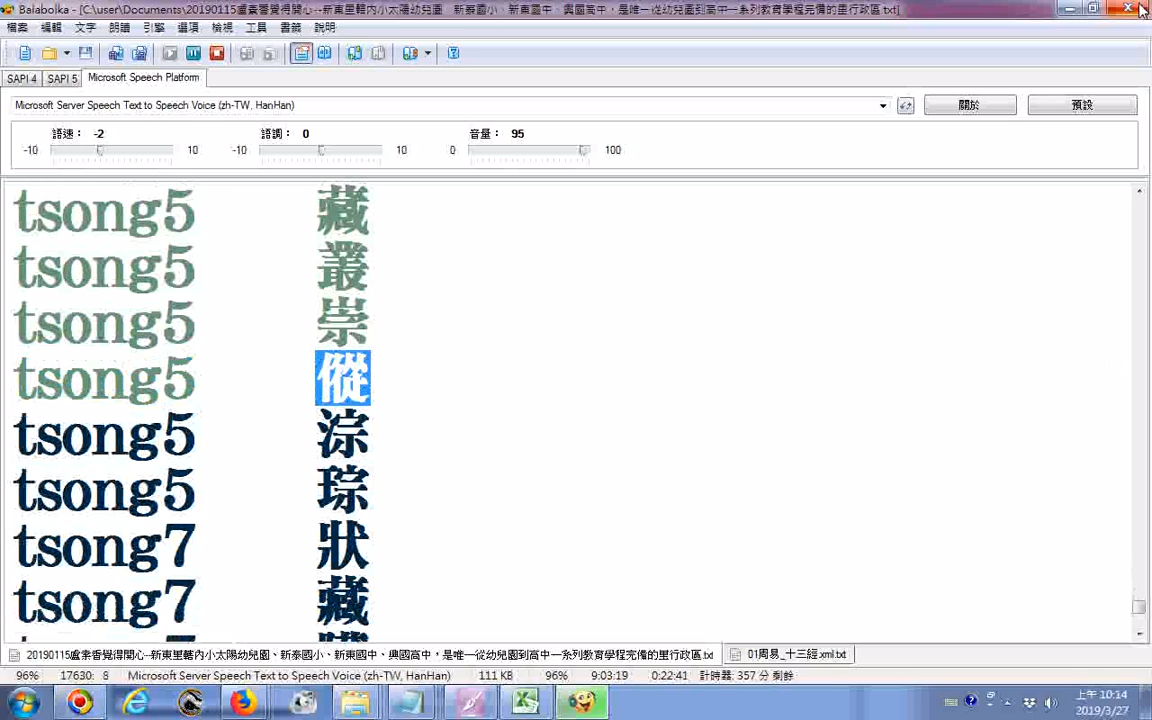 Balabolka - [C:\user\Documents\20190115盧素香覺得開心--新東里轄內小太陽幼兒園、新泰國小、新東國中、興國高中，是唯一從幼兒園到高中一系列教育學程完備的里行政區.txt]
檔案 編輯 文字 朗讀 引擎 選項 檢視 工具 書籤 說明
SAPI 4 SAPI 5 Microsoft Speech Platform
Microsoft Server Speech Text to Speech Voice (zh-TW, HanHan) 關於 預設
語速： -2 語調： 0 音量： 95
-10 10 -10 10 0 100
tsong5 藏
tsong5 叢
tsong5 崇
tsong5 傱
tsong5 淙
tsong5 琮
tsong7 狀
tsong7 藏
20190115盧素香覺得開心--新東里轄內小太陽幼兒園、新泰國小、新東國中、興國高中，是唯一從幼兒園到高中一系列教育學程完備的里行政區.txt 01周易_十三經.xml.txt
96% 17630: 8 Microsoft Server Speech Text to Speech Voice (zh-TW, HanHan) 111 KB 96% 9:03:19 0:22:41 計時器: 357 分 剩餘
上午 10:14
2019/3/27